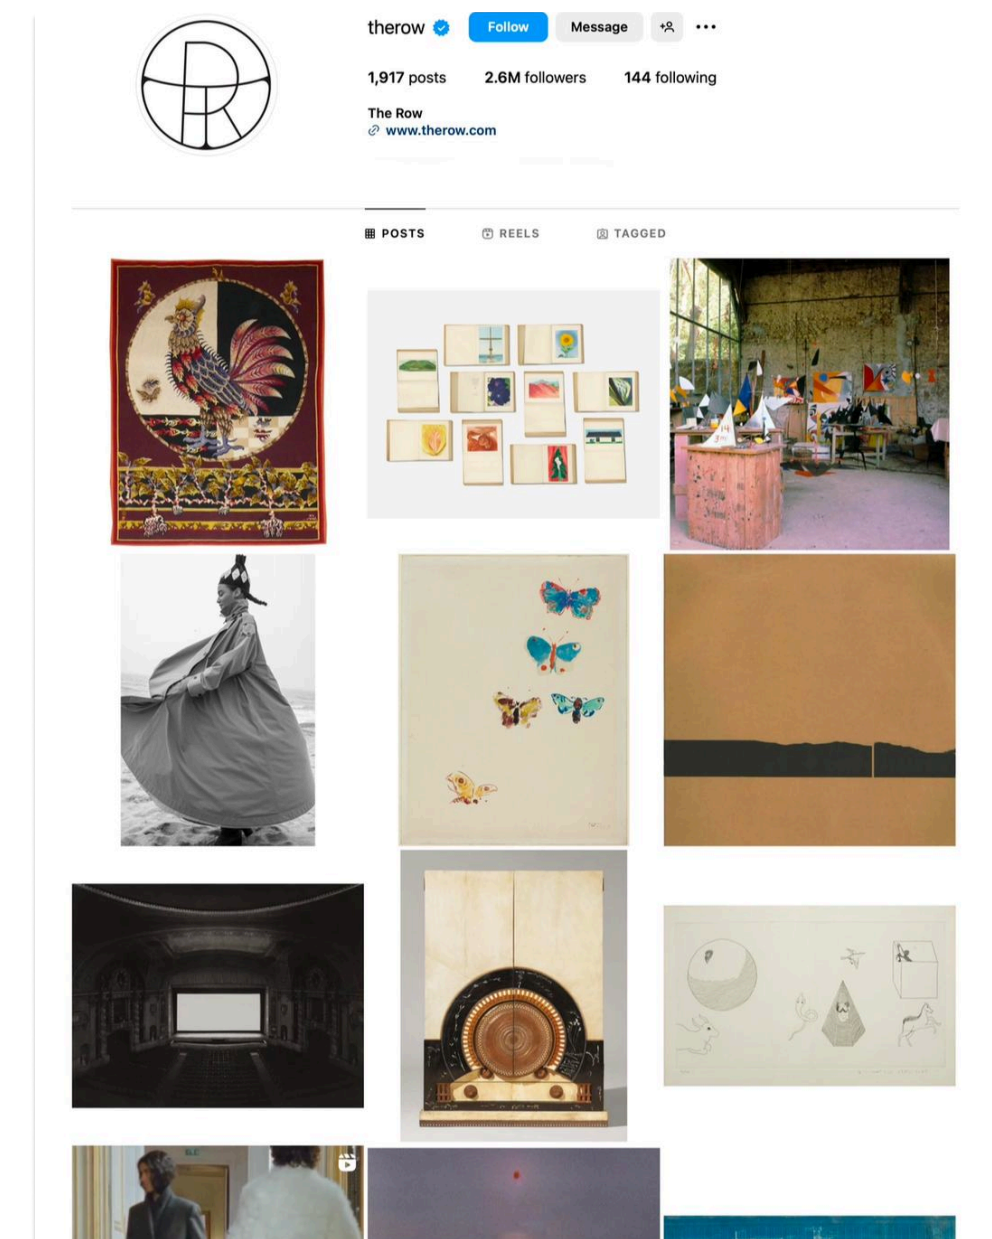 therow Follow Message
1,917 posts 2.6M followers 144 following
The Row
www.therow.com
POSTS REELS TAGGED